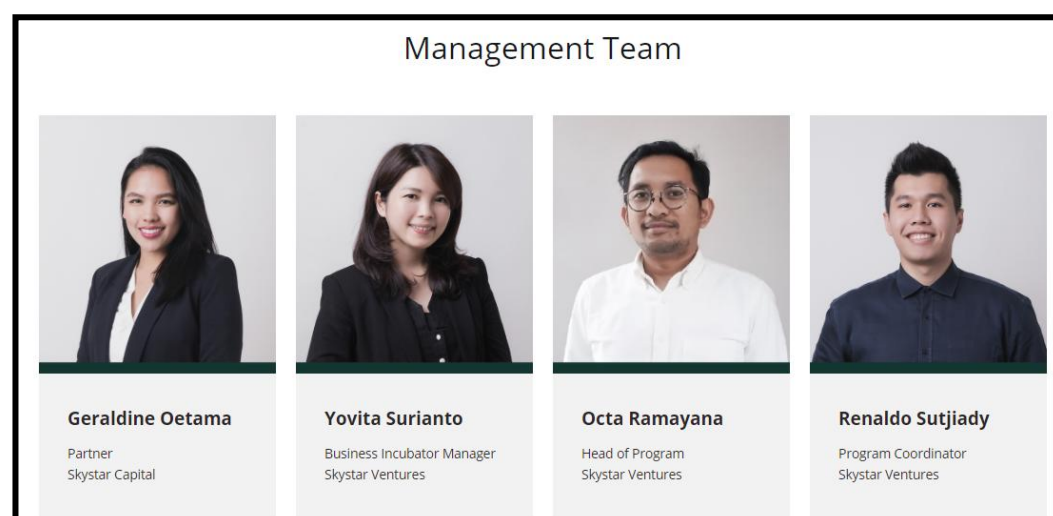 Management Team
Geraldine Oetama
Partner
Skystar Capital
Yovita Surianto
Business Incubator Manager
Skystar Ventures
Octa Ramayana
Head of Program
Skystar Ventures
Renaldo Sutjiady
Program Coordinator
Skystar Ventures